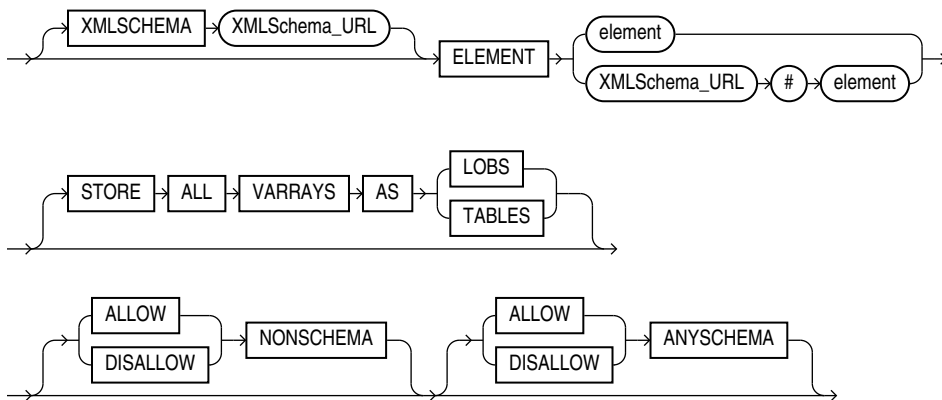 XMLSCHEMA XMLSchema_URL
ELEMENT
element
XMLSchema_URL # element
STORE ALL VARRAYS AS
LOBS
TABLES
ALLOW
DISALLOW
NONSCHEMA
ALLOW
DISALLOW
ANYSCHEMA